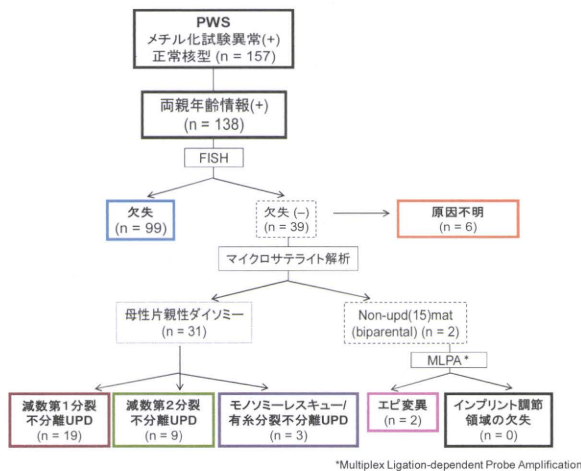 PWS
メチル化試験異常(+)
正常核型 (n = 157)
両親年齢情報(+)
(n = 138)
FISH
欠失
(n = 99)
欠失 (–)
(n = 39)
原因不明
(n = 6)
マイクロサテライト解析
母性片親性ダイソミー
(n = 31)
Non-upd(15)mat
(biparental) (n = 2)
MLPA*
減数第1分裂
不分離UPD
(n = 19)
減数第2分裂
不分離UPD
(n = 9)
モノソミーレスキュー/
有糸分裂不分離UPD
(n = 3)
エピ変異
(n = 2)
インプリント調節
領域の欠失
(n = 0)
*Multiplex Ligation-dependent Probe Amplification